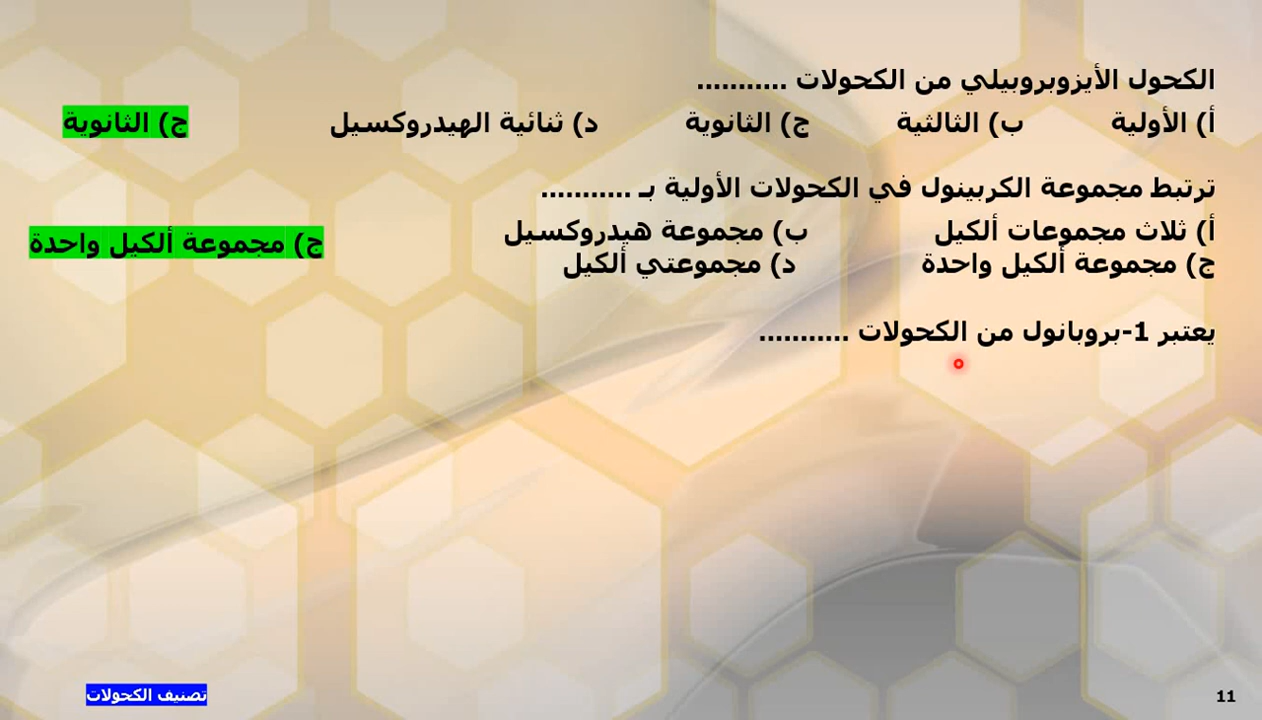 الكحول الأيزوبروبيلي من الكحولات ...........
أ) الأولية ب) الثالثية ج) الثانوية د) ثنائية الهيدروكسيل ج) الثانوية
ترتبط مجموعة الكربينول في الكحولات الأولية بـ ...........
أ) ثلاث مجموعات ألكيل ب) مجموعة هيدروكسيل
ج) مجموعة ألكيل واحدة د) مجموعتي ألكيل
ج) مجموعة ألكيل واحدة
يعتبر 1-بروبانول من الكحولات ...........
تصنيف الكحولات
11